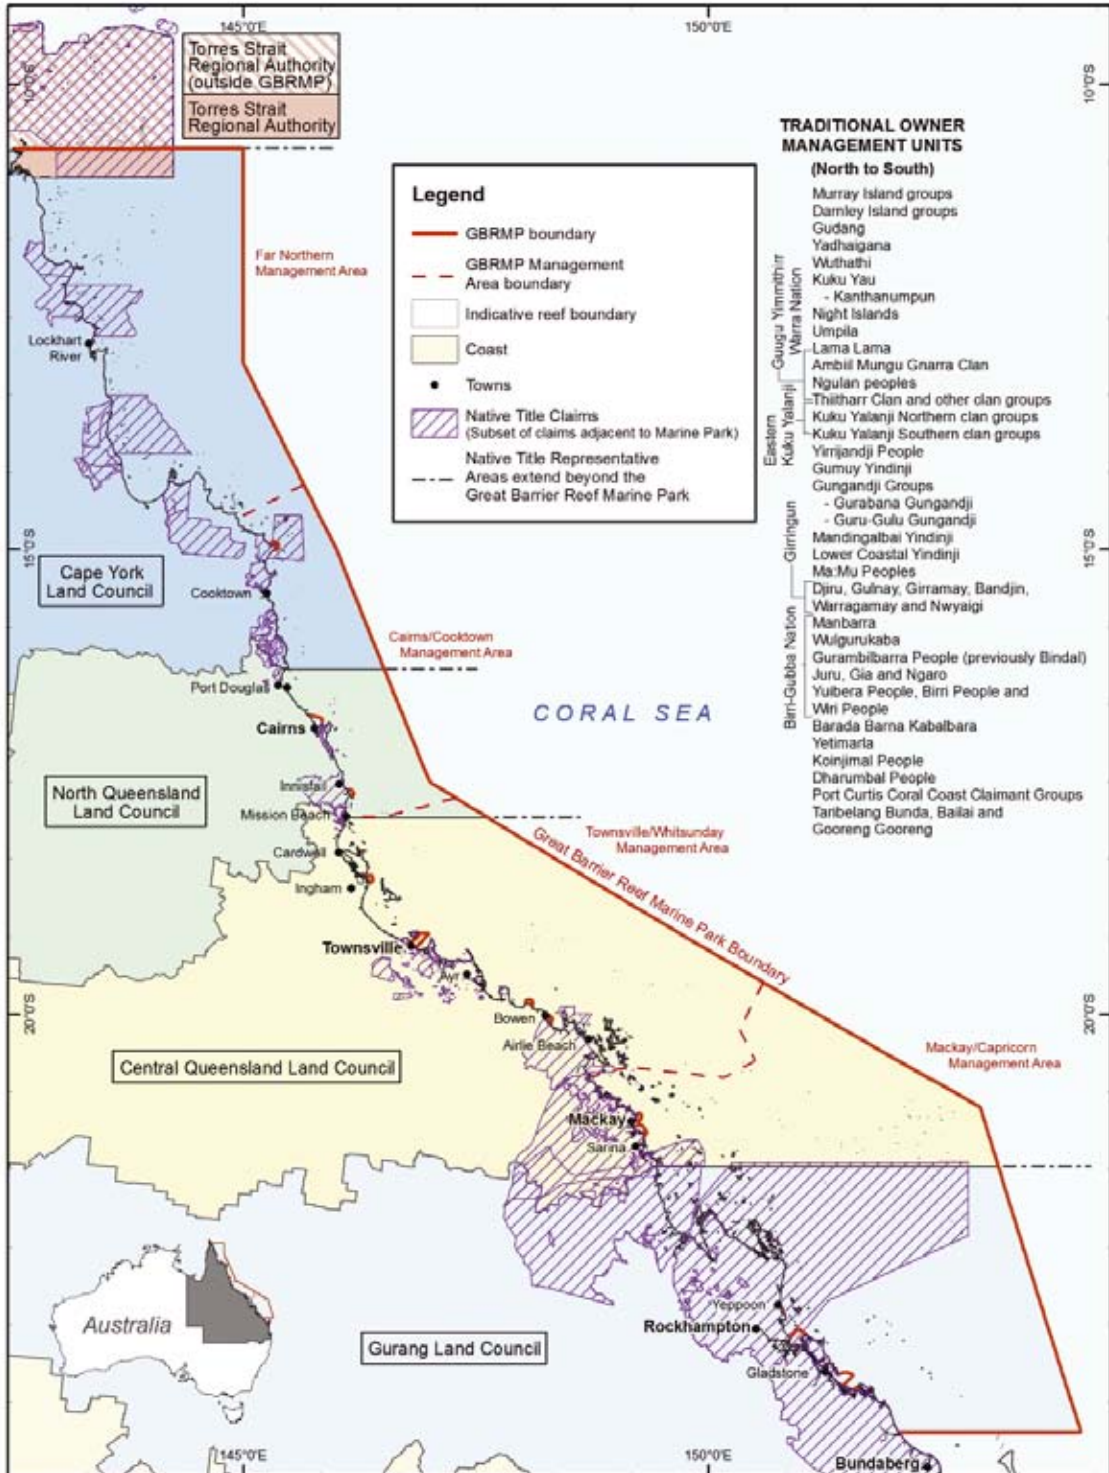 145°0'E
150°0'E
10°0'S
10°0'S
Torres Strait
Regional Authority
(outside GBRMP)
Torres Strait
Regional Authority
TRADITIONAL OWNER
MANAGEMENT UNITS
(North to South)
Murray Island groups
Darnley Island groups
Gudang
Yadhaigana
Wuthathi
Kuku Yau
- Kanthanumpun
Night Islands
Umpila
Lama Lama
Ambiil Mungu Gnarra Clan
Ngulan peoples
Thiitharr Clan and other clan groups
Kuku Yalanji Northern clan groups
Kuku Yalanji Southern clan groups
Yirrijandji People
Gumuy Yindinji
Gungandji Groups
- Gurabana Gungandji
- Guru-Gulu Gungandji
Mandingalbai Yindinji
Lower Coastal Yindinji
Ma:Mu Peoples
Djiru, Gulnay, Girramay, Bandjin,
Warragamay and Nwyaigi
Manbarra
Wulgurukaba
Gurambilbarra People (previously Bindal)
Juru, Gia and Ngaro
Yuibera People, Birri People and
Wiri People
Barada Barna Kabalbara
Yetimarla
Koinjimal People
Dharumbal People
Port Curtis Coral Coast Claimant Groups
Tanbelang Bunda, Bailai and
Gooreng Gooreng
Guugu Yimmithirr
Warra Nation
Eastern
Kuku Yalanji
Girringun
Birri-Gubba Nation
Legend
GBRMP boundary
GBRMP Management
Area boundary
Indicative reef boundary
Coast
Towns
Native Title Claims
(Subset of claims adjacent to Marine Park)
Native Title Representative
Areas extend beyond the
Great Barrier Reef Marine Park
Far Northern
Management Area
Lockhart
River
15°0'S
15°0'S
Cape York
Land Council
Cooktown
Cairns/Cooktown
Management Area
Port Douglas
CORAL SEA
Cairns
North Queensland
Land Council
Innisfail
Mission Beach
Townsville/Whitsunday
Management Area
Great Barrier Reef Marine Park Boundary
Cardwell
Ingham
Townsville
Ayr
20°0'S
20°0'S
Bowen
Airlie Beach
Mackay/Capricorn
Management Area
Central Queensland Land Council
Mackay
Sarina
Australia
Yeppoon
Rockhampton
Gurang Land Council
Gladstone
145°0'E
150°0'E
Bundaberg